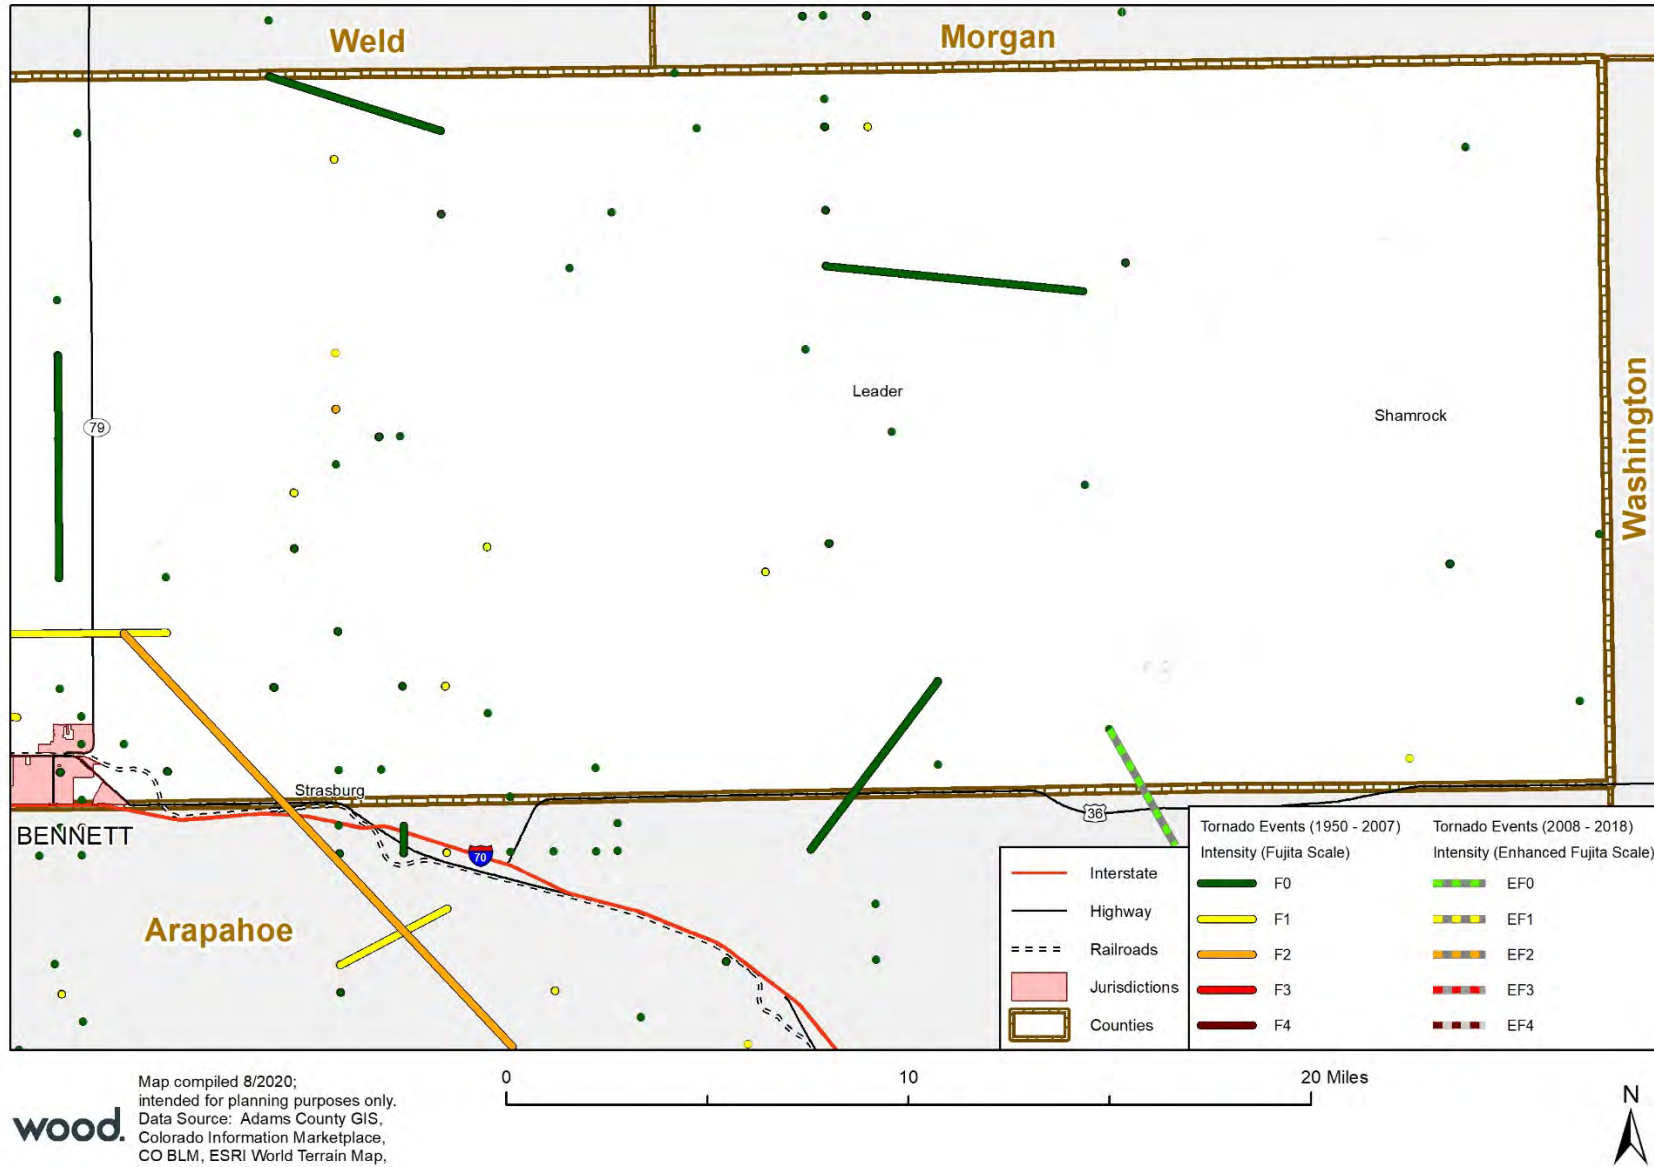 Weld
Morgan
Washington
79
Leader
Shamrock
Strasburg
BENNETT
70
36
Arapahoe
Interstate
Highway
Railroads
Jurisdictions
Counties
Tornado Events (1950 - 2007)
Intensity (Fujita Scale)
F0
F1
F2
F3
F4
Tornado Events (2008 - 2018)
Intensity (Enhanced Fujita Scale)
EF0
EF1
EF2
EF3
EF4
0
10
20 Miles
N
wood.
Map compiled 8/2020;
intended for planning purposes only.
Data Source: Adams County GIS,
Colorado Information Marketplace,
CO BLM, ESRI World Terrain Map,